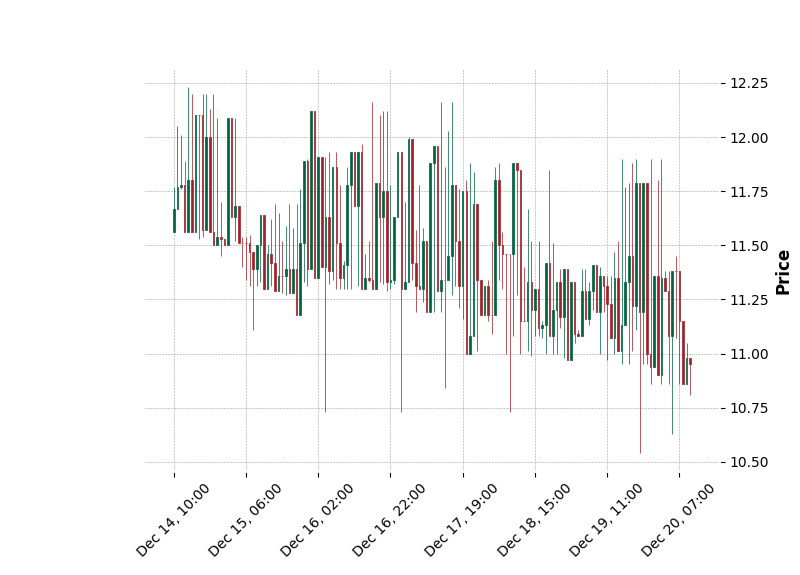 12.25
12.00
11.75
11.50
11.25
11.00
10.75
10.50
Price
Dec 14, 10:00
Dec 15, 06:00
Dec 16, 02:00
Dec 16, 22:00
Dec 17, 19:00
Dec 18, 15:00
Dec 19, 11:00
Dec 20, 07:00